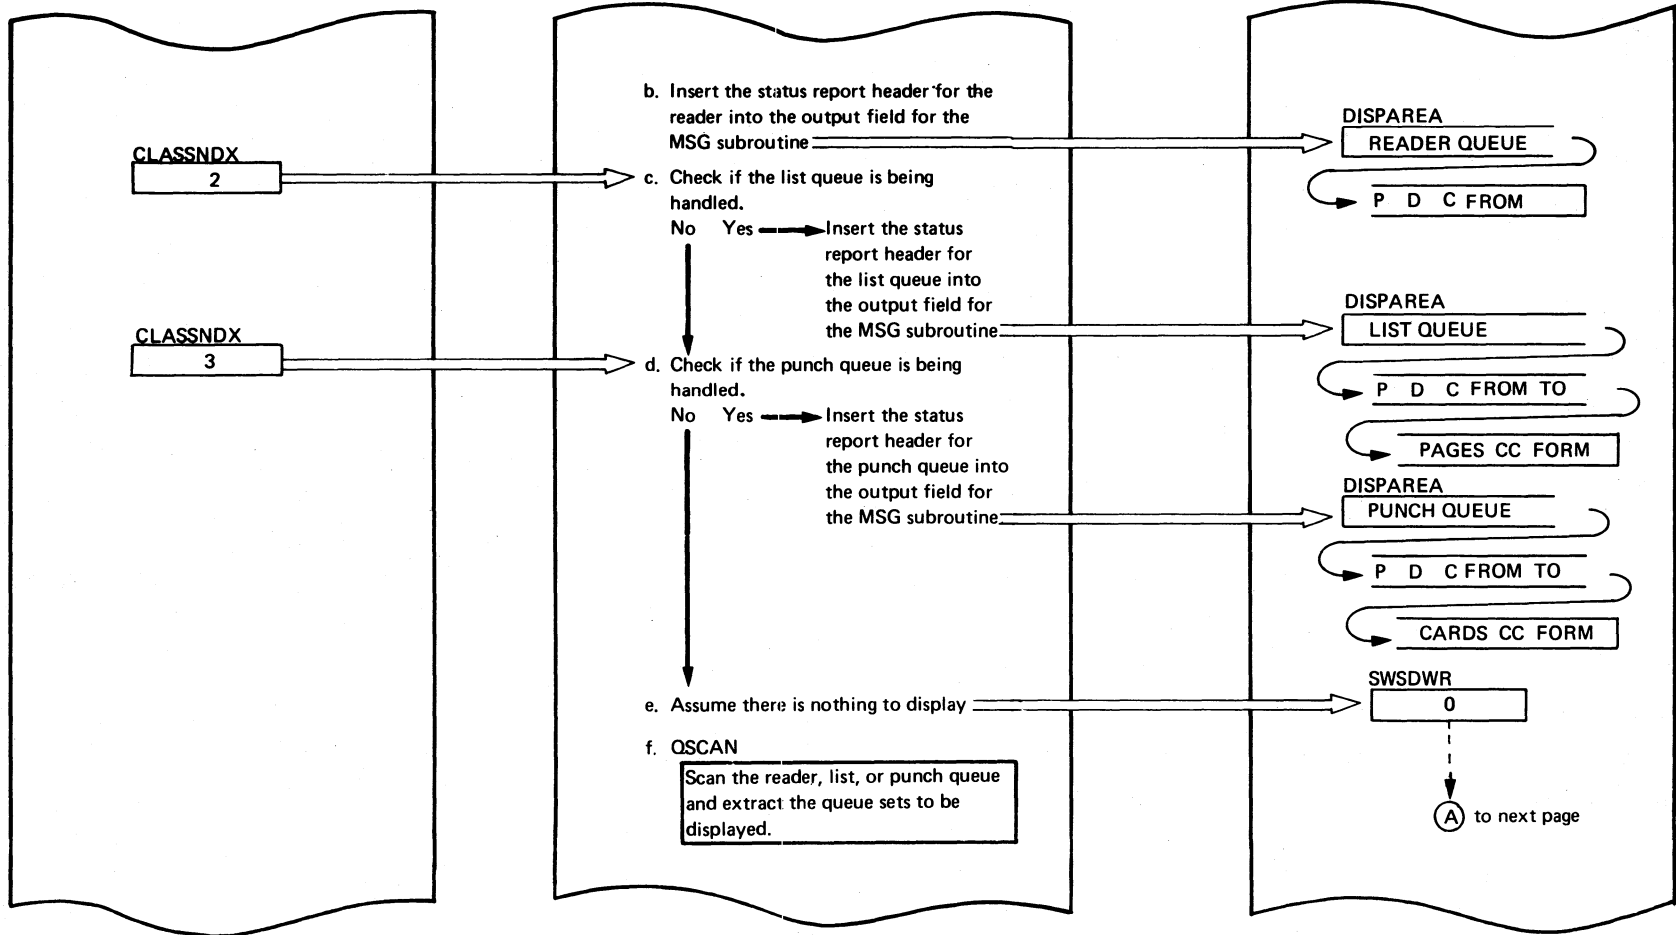 b. Insert the status report header for the
reader into the output field for the
MSG subroutine
DISPAREA
READER QUEUE
P D C FROM
CLASSNDX
2
c. Check if the list queue is being
handled.
No Yes Insert the status
report header for
the list queue into
the output field for
the MSG subroutine
DISPAREA
LIST QUEUE
P D C FROM TO
PAGES CC FORM
CLASSNDX
3
d. Check if the punch queue is being
handled.
No Yes Insert the status
report header for
the punch queue into
the output field for
the MSG subroutine
DISPAREA
PUNCH QUEUE
P D C FROM TO
CARDS CC FORM
e. Assume there is nothing to display
SWSDWR
0
f. QSCAN
Scan the reader, list, or punch queue
and extract the queue sets to be
displayed.
A to next page